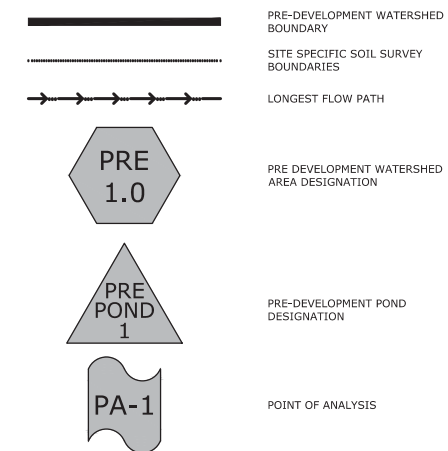 PRE-DEVELOPMENT WATERSHED
BOUNDARY
SITE SPECIFIC SOIL SURVEY
BOUNDARIES
LONGEST FLOW PATH
PRE
1.0
PRE DEVELOPMENT WATERSHED
AREA DESIGNATION
PRE
POND
1
PRE-DEVELOPMENT POND
DESIGNATION
PA-1
POINT OF ANALYSIS